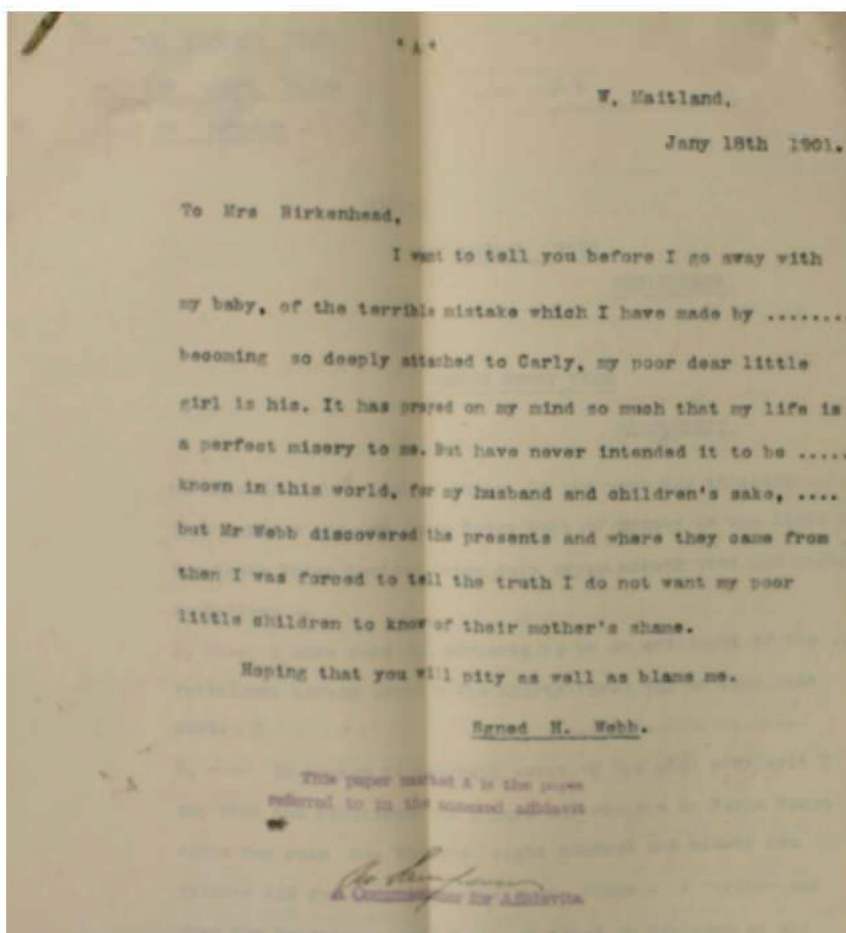 "A"
W. Maitland,
Jany 18th 1901.
To Mrs Birkenhead,
I want to tell you before I go away with
my baby, of the terrible mistake which I have made by ........
becoming so deeply attached to Carly, my poor dear little
girl is his. It has prayed on my mind so much that my life is
a perfect misery to me. But have never intended it to be .....
known in this world, for my husband and children's sake, ....
but Mr Webb discovered the presents and where they came from
then I was forced to tell the truth I do not want my poor
little children to know of their mother's shame.
Hoping that you will pity as well as blame me.
Sgned H. Webb.
This paper marked A is the paper
referred to in the annexed affidavit
A Commissioner for Affidavits